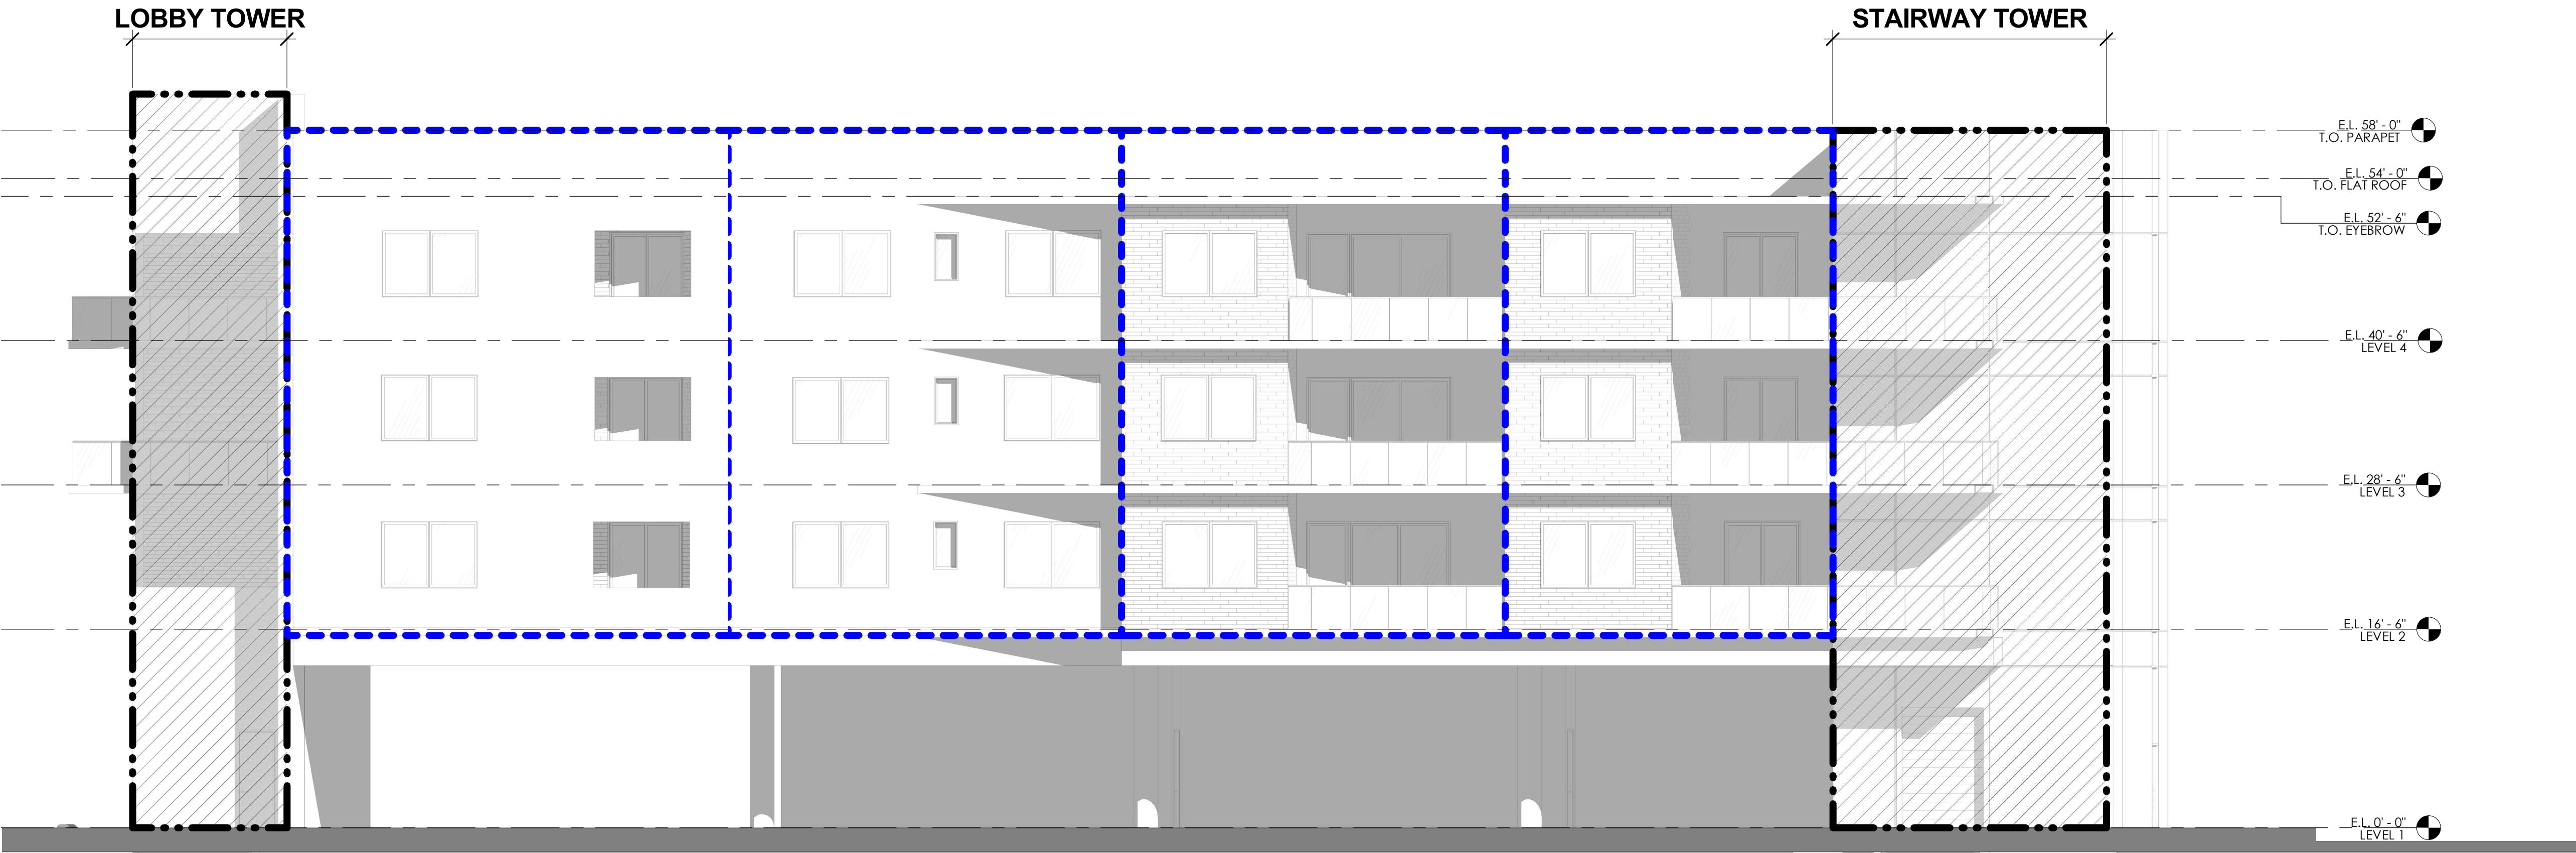 LOBBY TOWER
STAIRWAY TOWER
E.L. 58' - 0"
T.O. PARAPET
E.L. 54' - 0"
T.O. FLAT ROOF
E.L. 52' - 6"
T.O. EYEBROW
E.L. 40' - 6"
LEVEL 4
E.L. 28' - 6"
LEVEL 3
E.L. 16' - 6"
LEVEL 2
E.L. 0' - 0"
LEVEL 1